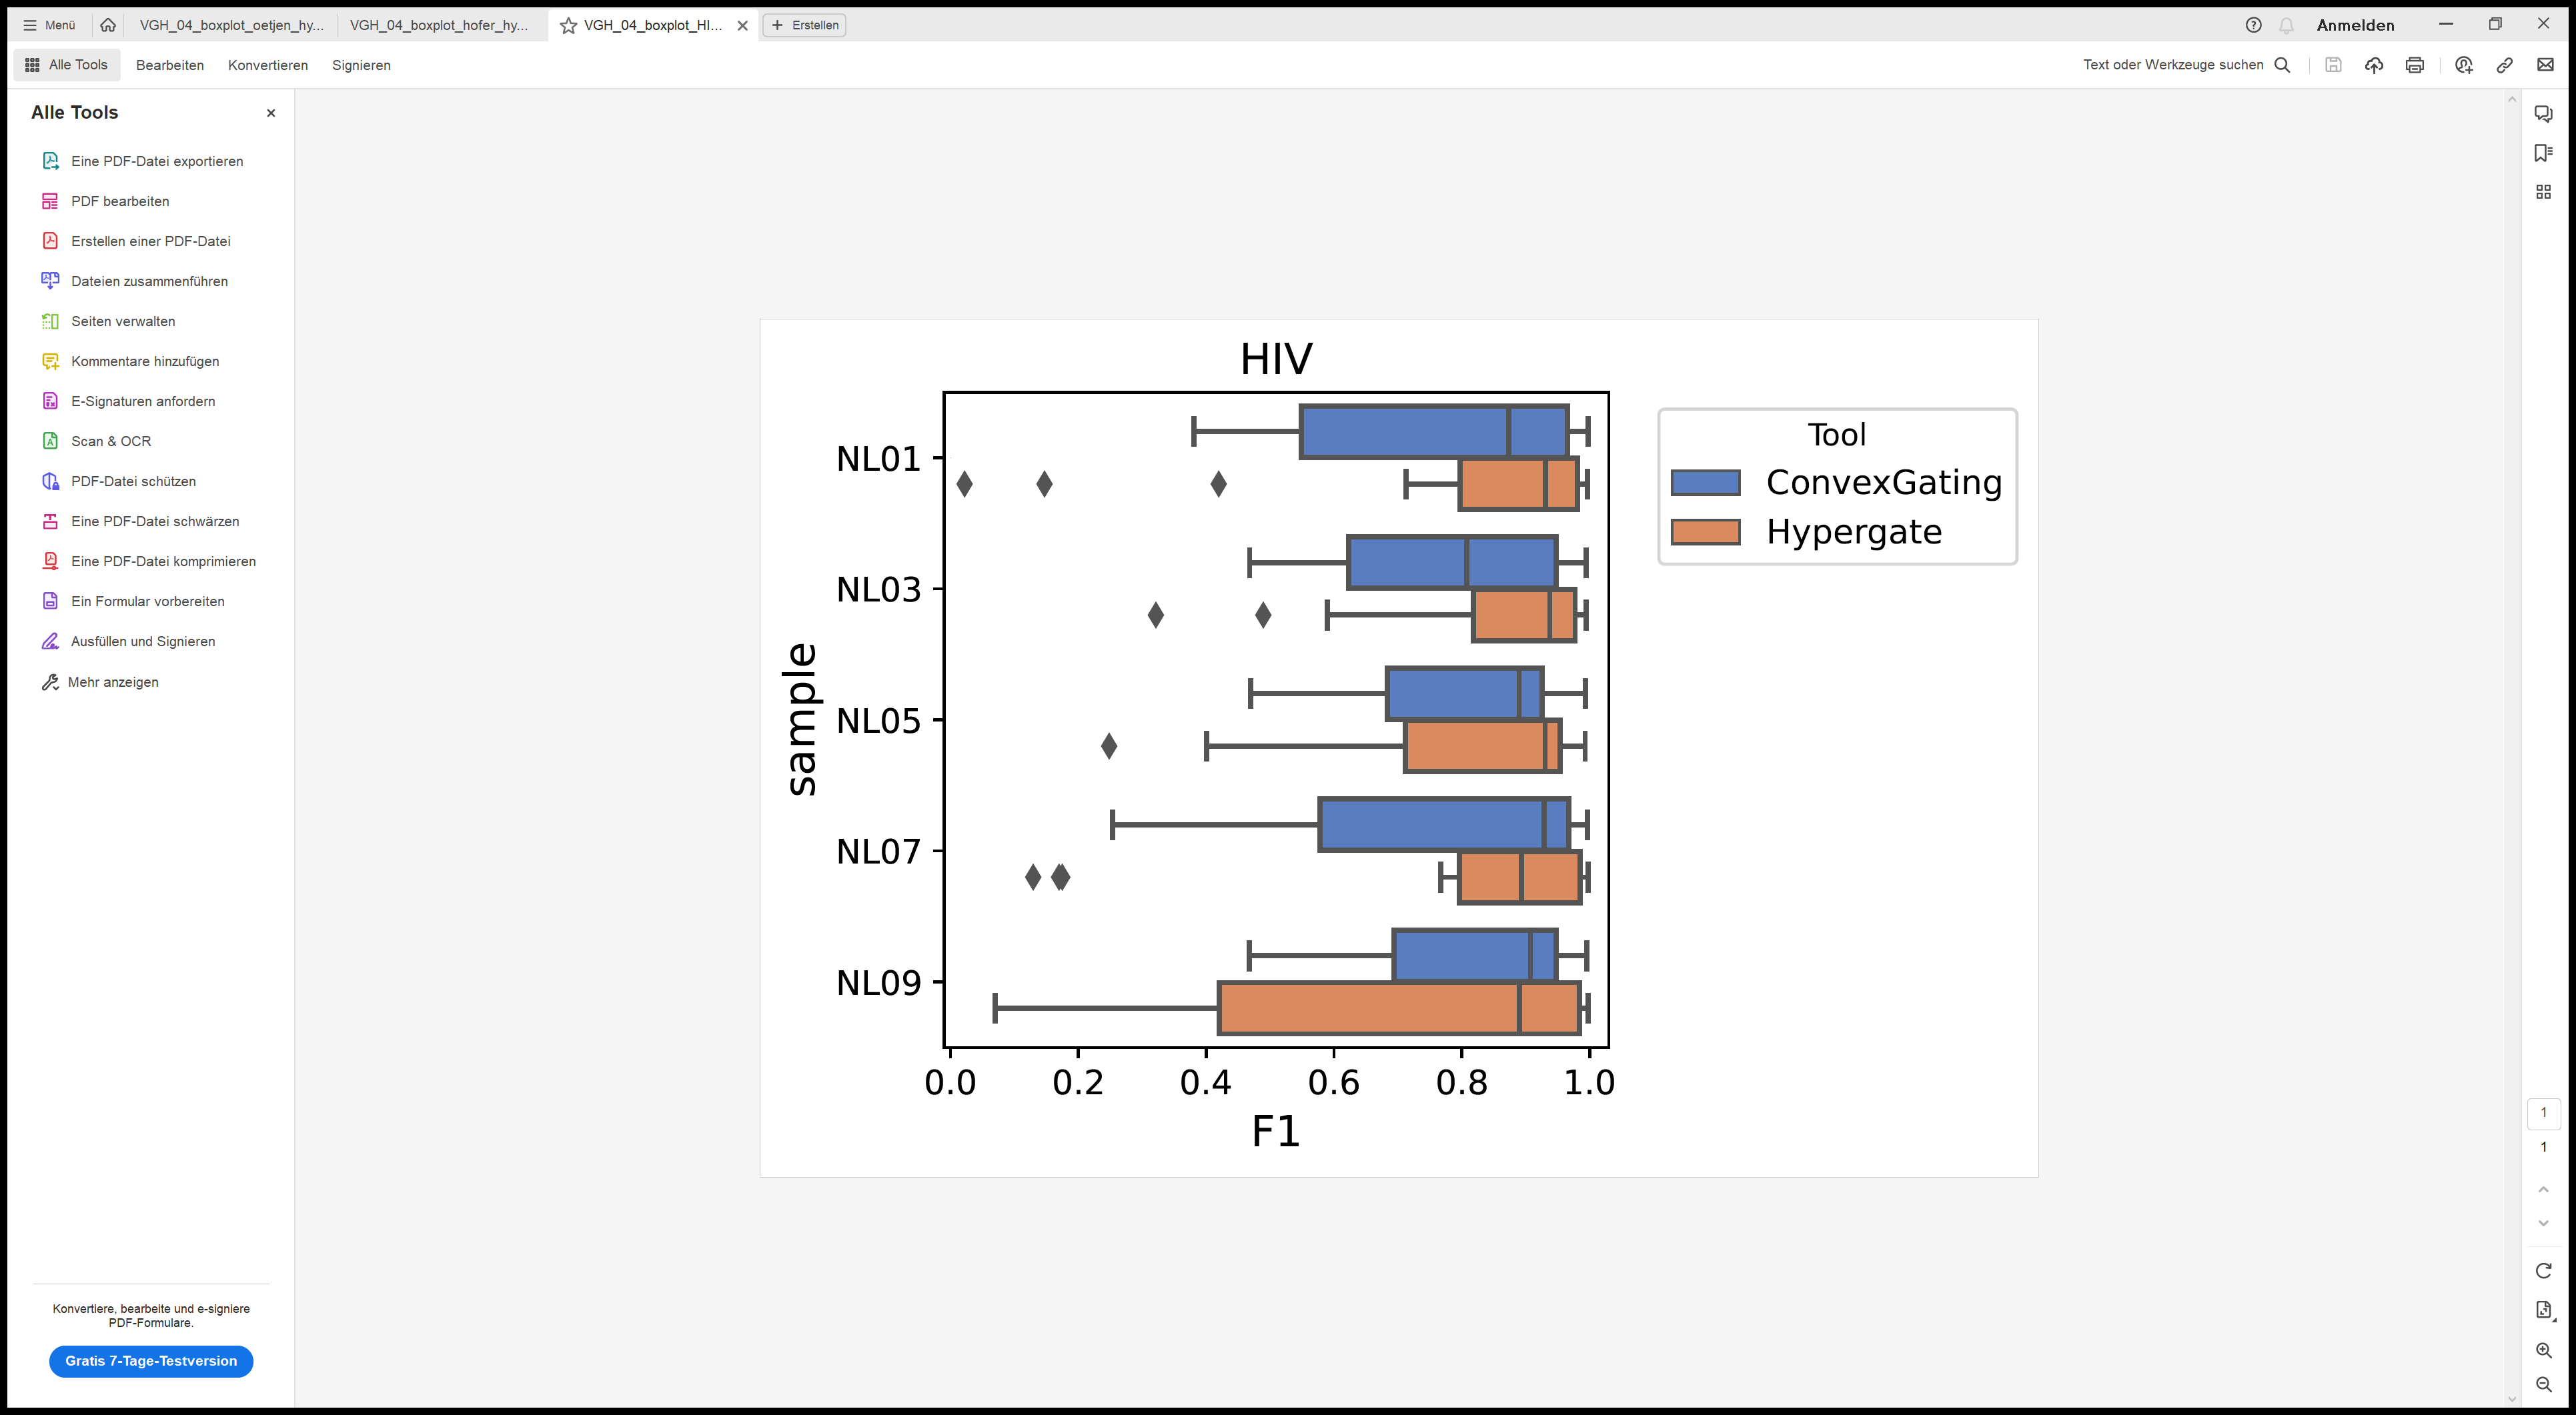 Menü
VGH_04_boxplot_oetjen_hy...
VGH_04_boxplot_hofer_hy...
VGH_04_boxplot_HI...
Erstellen
Anmelden
Alle Tools
Bearbeiten
Konvertieren
Signieren
Text oder Werkzeuge suchen
Alle Tools
Eine PDF-Datei exportieren
PDF bearbeiten
Erstellen einer PDF-Datei
Dateien zusammenführen
Seiten verwalten
Kommentare hinzufügen
E-Signaturen anfordern
Scan & OCR
PDF-Datei schützen
Eine PDF-Datei schwärzen
Eine PDF-Datei komprimieren
Ein Formular vorbereiten
Ausfüllen und Signieren
Mehr anzeigen
Konvertiere, bearbeite und e-signiere
PDF-Formulare.
Gratis 7-Tage-Testversion
HIV
sample
NL01
NL03
NL05
NL07
NL09
0.0 0.2 0.4 0.6 0.8 1.0
F1
Tool
ConvexGating
Hypergate
1
1